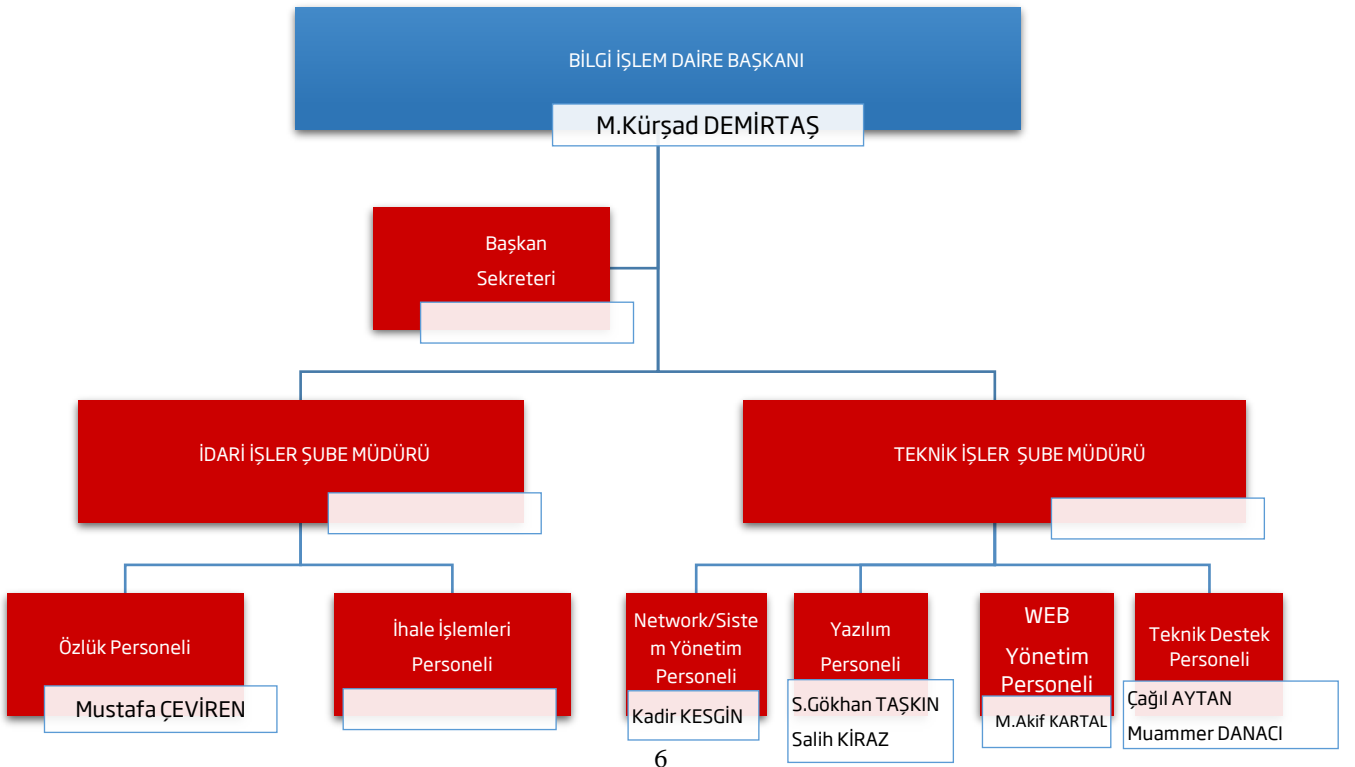 BİLGİ İŞLEM DAİRE BAŞKANI
M.Kürşad DEMİRTAŞ
Başkan
Sekreteri
İDARİ İŞLER ŞUBE MÜDÜRÜ
TEKNİK İŞLER ŞUBE MÜDÜRÜ
Özlük Personeli
Mustafa ÇEVİREN
İhale İşlemleri
Personeli
Network/Siste
m Yönetim
Personeli
Kadir KESGİN
Yazılım
Personeli
S.Gökhan TAŞKIN
Salih KİRAZ
WEB
Yönetim
Personeli
M.Akif KARTAL
Teknik Destek
Personeli
Çağıl AYTAN
Muammer DANACI
6